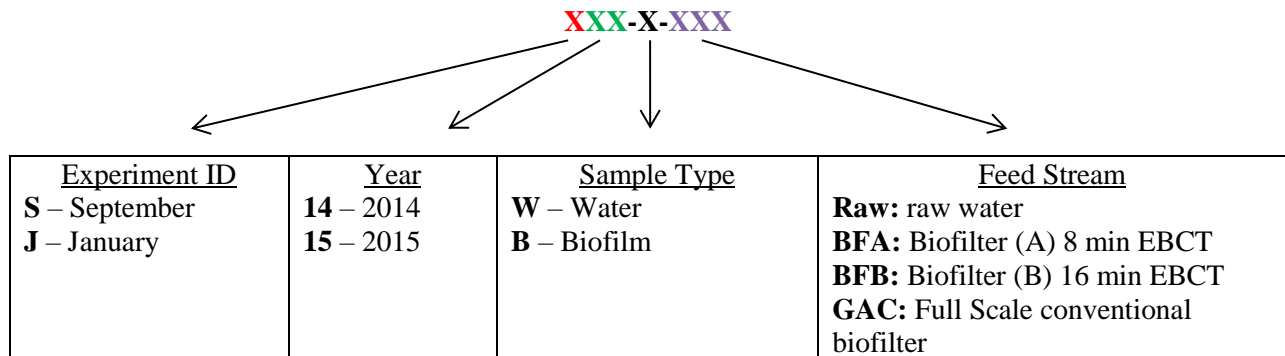 XXX-X-XXX
Experiment ID
S – September
J – January
Year
14 – 2014
15 – 2015
Sample Type
W – Water
B – Biofilm
Feed Stream
Raw: raw water
BFA: Biofilter (A) 8 min EBCT
BFB: Biofilter (B) 16 min EBCT
GAC: Full Scale conventional
biofilter